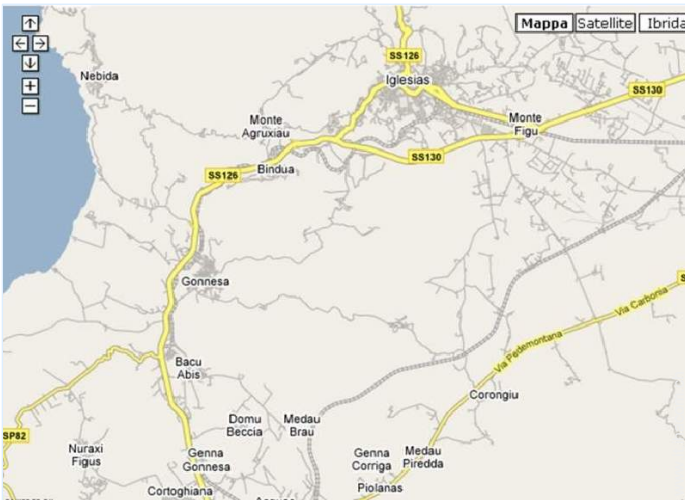 Mappa Satellite Ibrida
SS126
Iglesias
Nebida
SS130
Monte
Agruxiau
Monte
Figu
SS130
Bindua
SS126
Gonnesa
Via Carbonia
Via Pedemontana
Bacu
Abis
Corongiu
Domu
Beccia
Medau
Brau
SP82
Nuraxi
Figus
Genna
Gonnesa
Genna
Corriga
Medau
Piredda
Cortoghiana
Piolanas